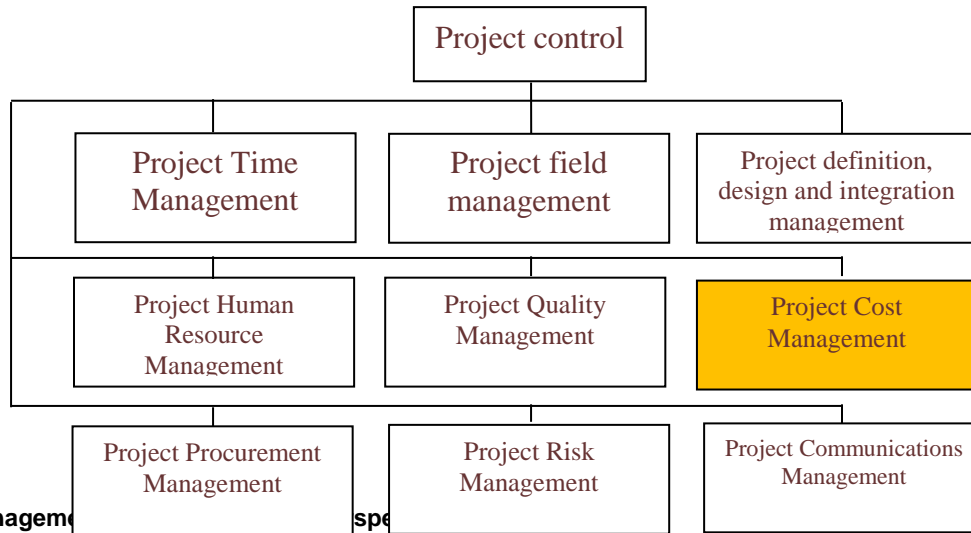 Project control
Project Time
Management
Project field
management
Project definition,
design and integration
management
Project Human
Resource
Management
Project Quality
Management
Project Cost
Management
Project Procurement
Management
Project Risk
Management
Project Communications
Management